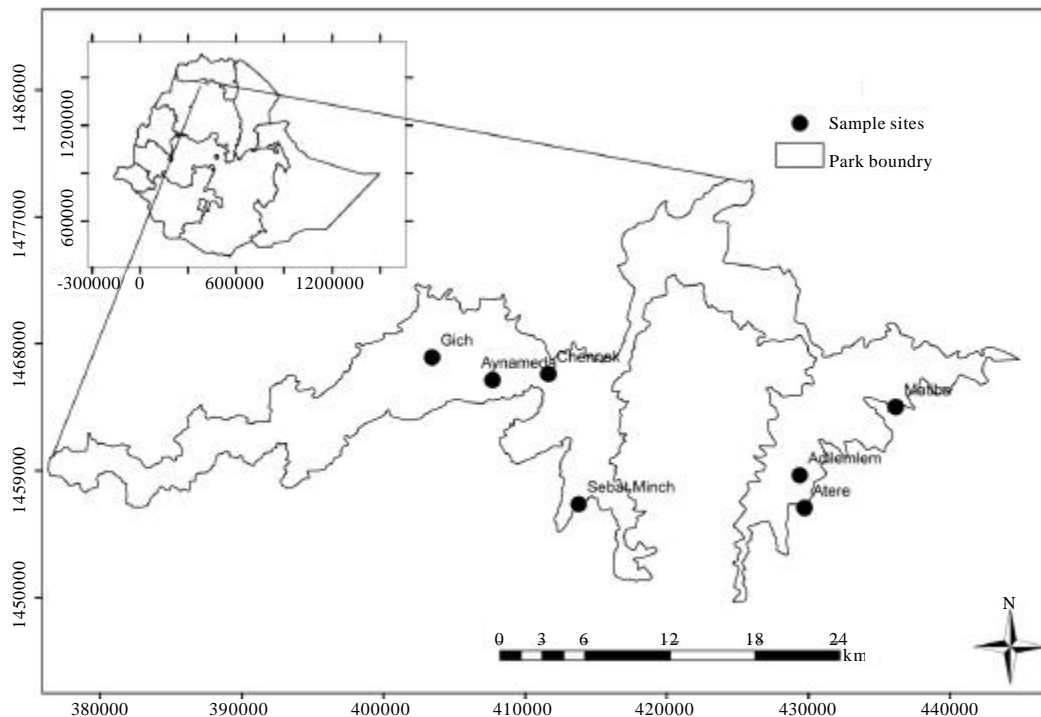 1486000
1477000
1468000
1459000
1450000
1200000
600000
-300000 0 600000 1200000
Sample sites
Park boundry
Gich
Aynameda
Chennek
Matiba
Adilemlem
Atere
Sebat Minch
N
0 3 6 12 18 24
km
380000 390000 400000 410000 420000 430000 440000